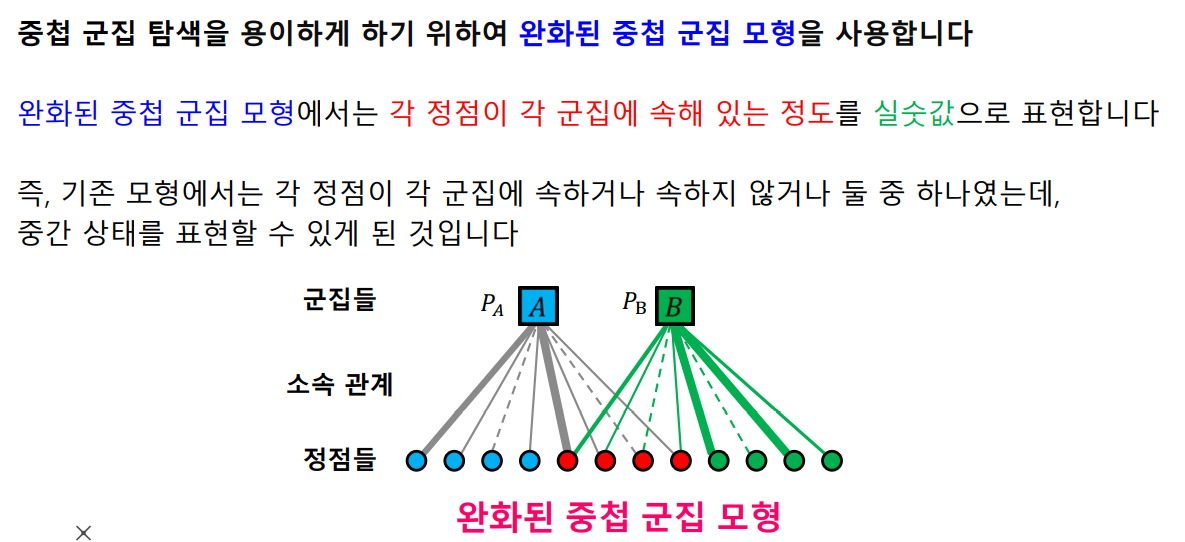 중첩 군집 탐색을 용이하게 하기 위하여 완화된 중첩 군집 모형을 사용합니다
완화된 중첩 군집 모형에서는 각 정점이 각 군집에 속해 있는 정도를 실숫값으로 표현합니다
즉, 기존 모형에서는 각 정점이 각 군집에 속하거나 속하지 않거나 둘 중 하나였는데,
중간 상태를 표현할 수 있게 된 것입니다
군집들 P_A A P_B B
소속 관계
정점들
완화된 중첩 군집 모형